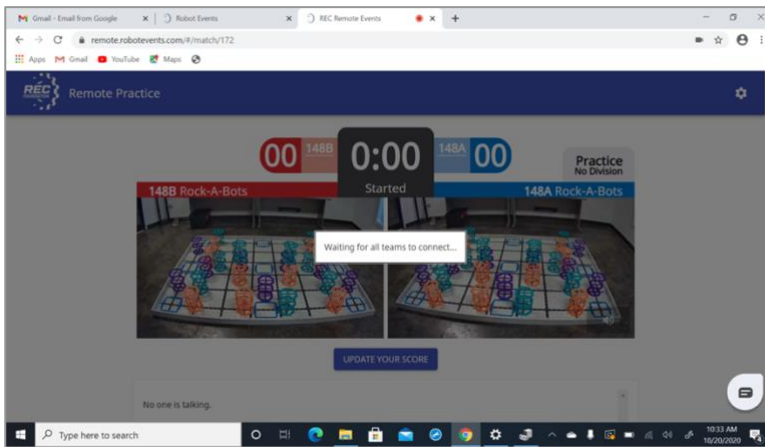 Gmail - Email from Google
Robot Events
REC Remote Events
remote.robotevents.com/#/match/172
Apps
Gmail
YouTube
Maps
REC
Remote Practice
00
148B
0:00
Started
148A
00
Practice
No Division
148B Rock-A-Bots
148A Rock-A-Bots
Waiting for all teams to connect...
UPDATE YOUR SCORE
No one is talking.
Type here to search
10:33 AM
10/20/2020